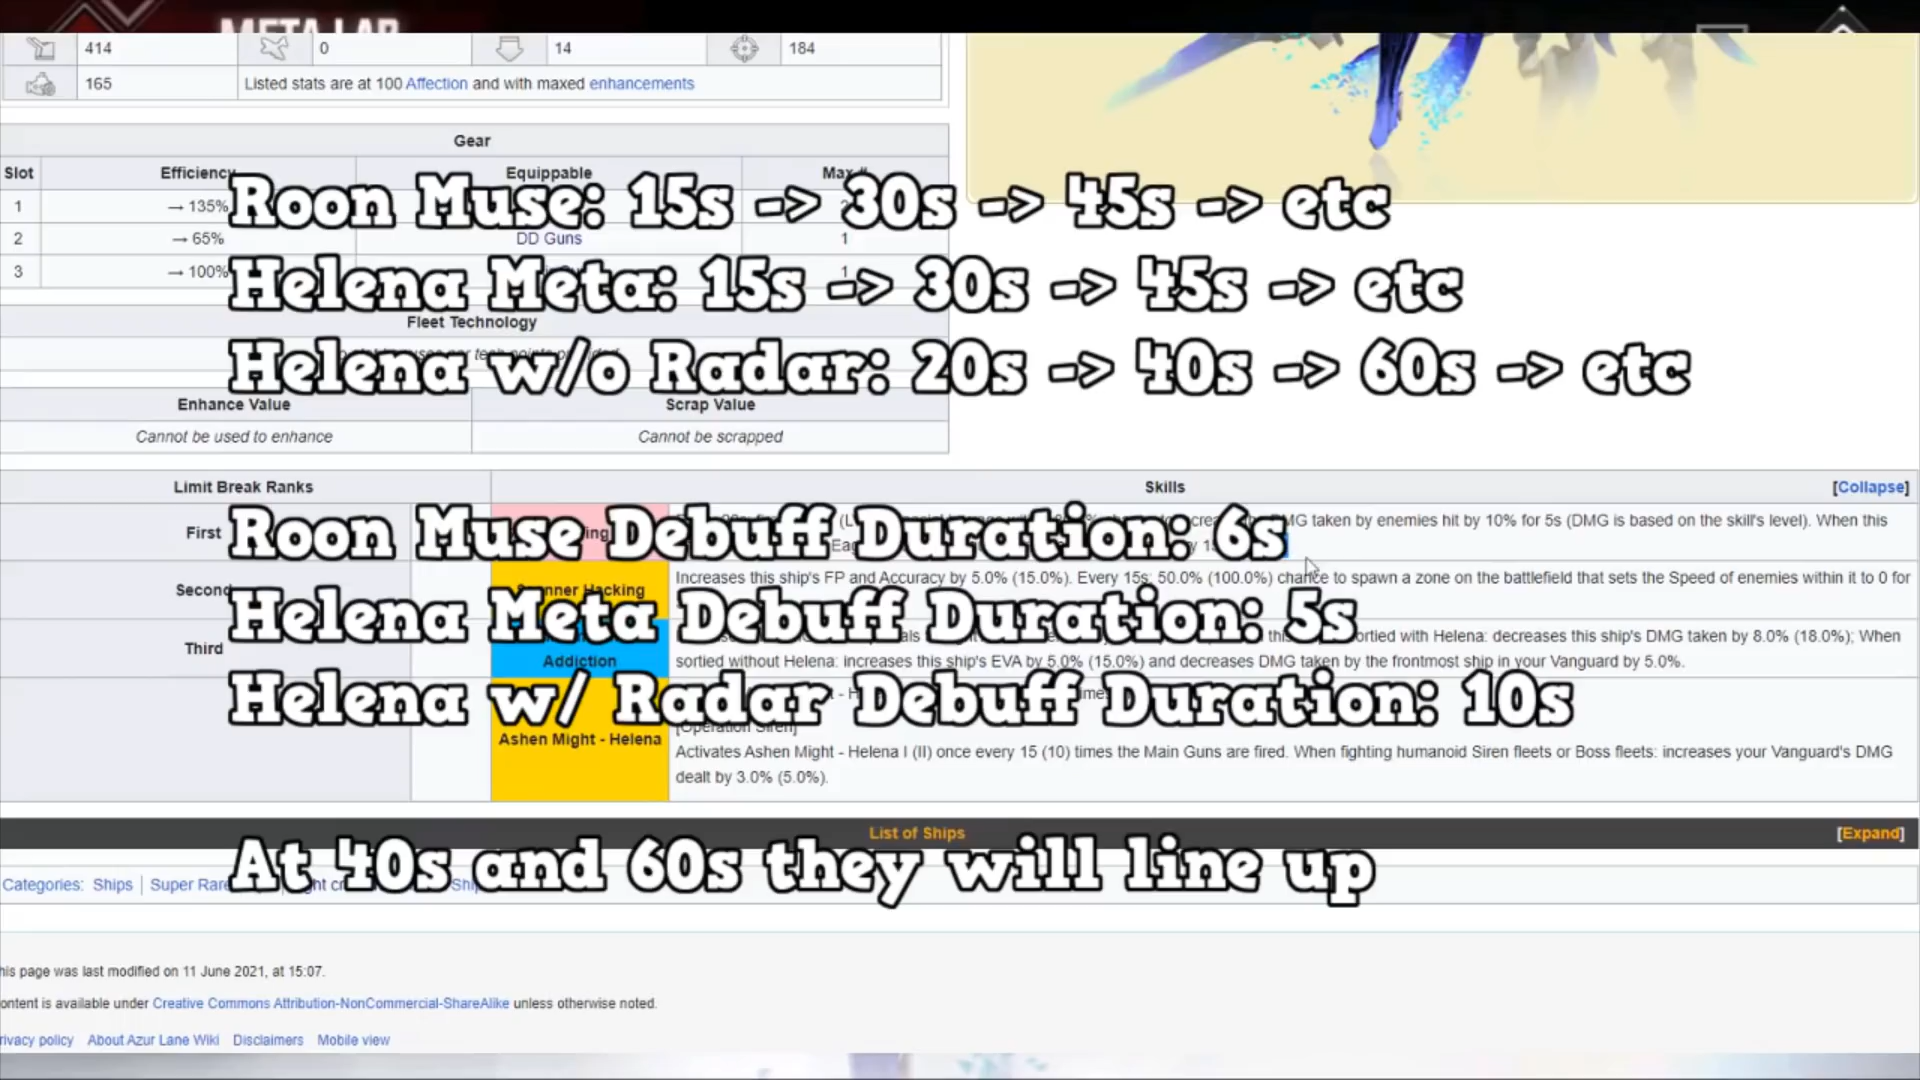 META LAB
414 0 14 184
165 Listed stats are at 100 Affection and with maxed enhancements
Gear
Slot Efficiency Equippable Max #
1 → 135%
Roon Muse: 15s -> 30s -> 45s -> etc
2 → 65% DD Guns 1
3 → 100% 1
Helena Meta: 15s -> 30s -> 45s -> etc
Fleet Technology
Helena w/o Radar: 20s -> 40s -> 60s -> etc
Enhance Value Scrap Value
Cannot be used to enhance Cannot be scrapped
Limit Break Ranks Skills [Collapse]
First DMG taken by enemies hit by 10% for 5s (DMG is based on the skill's level). When this
Roon Muse Debuff Duration: 6s
Second Hacking Increases this ship's FP and Accuracy by 5.0% (15.0%). Every 15s: 50.0% (100.0%) chance to spawn a zone on the battlefield that sets the Speed of enemies within it to 0 for
Helena Meta Debuff Duration: 5s
Third sortied with Helena: decreases this ship's DMG taken by 8.0% (18.0%); When
Addiction sortied without Helena: increases this ship's EVA by 5.0% (15.0%) and decreases DMG taken by the frontmost ship in your Vanguard by 5.0%.
Helena w/ Radar Debuff Duration: 10s
[Operation Siren]
Ashen Might - Helena Activates Ashen Might - Helena I (II) once every 15 (10) times the Main Guns are fired. When fighting humanoid Siren fleets or Boss fleets: increases your Vanguard's DMG
dealt by 3.0% (5.0%).
List of Ships [Expand]
At 40s and 60s they will line up
Categories: Ships Super Rare
his page was last modified on 11 June 2021, at 15:07.
ontent is available under Creative Commons Attribution-NonCommercial-ShareAlike unless otherwise noted.
rivacy policy About Azur Lane Wiki Disclaimers Mobile view